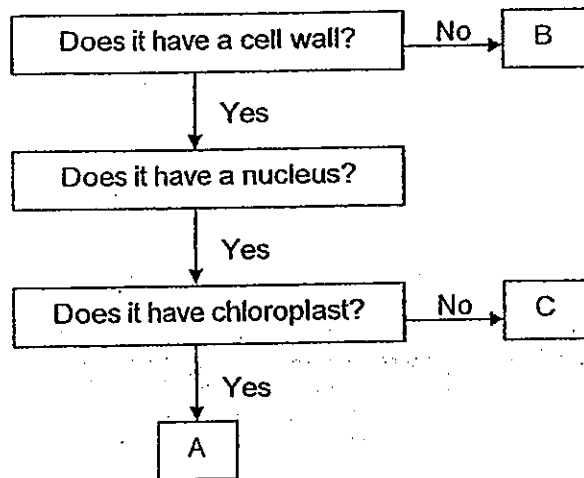 Does it have a cell wall?
No
B
Yes
Does it have a nucleus?
Yes
Does it have chloroplast?
No
C
Yes
A